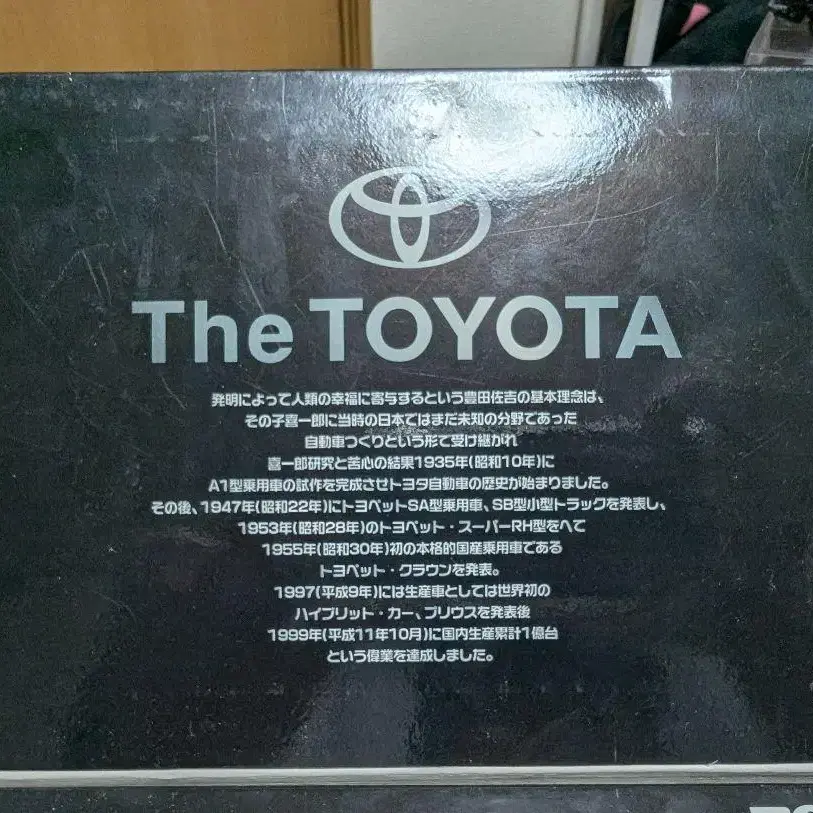 The TOYOTA
発明によって人類の幸福に寄与するという豊田佐吉の基本理念は、
その子喜一郎に当時の日本ではまだ未知の分野であった
自動車つくりという形で受け継がれ
喜一郎研究と苦心の結果1935年(昭和10年)に
A1型乗用車の試作を完成させトヨタ自動車の歴史が始まりました。
その後、1947年(昭和22年)にトヨペットSA型乗用車、SB型小型トラックを発表し、
1953年(昭和28年)のトヨペット・スーパーRH型をへて
1955年(昭和30年)初の本格的国産乗用車である
トヨペット・クラウンを発表。
1997(平成9年)には生産車としては世界初の
ハイブリット・カー、プリウスを発表後
1999年(平成11年10月)に国内生産累計1億台
という偉業を達成しました。